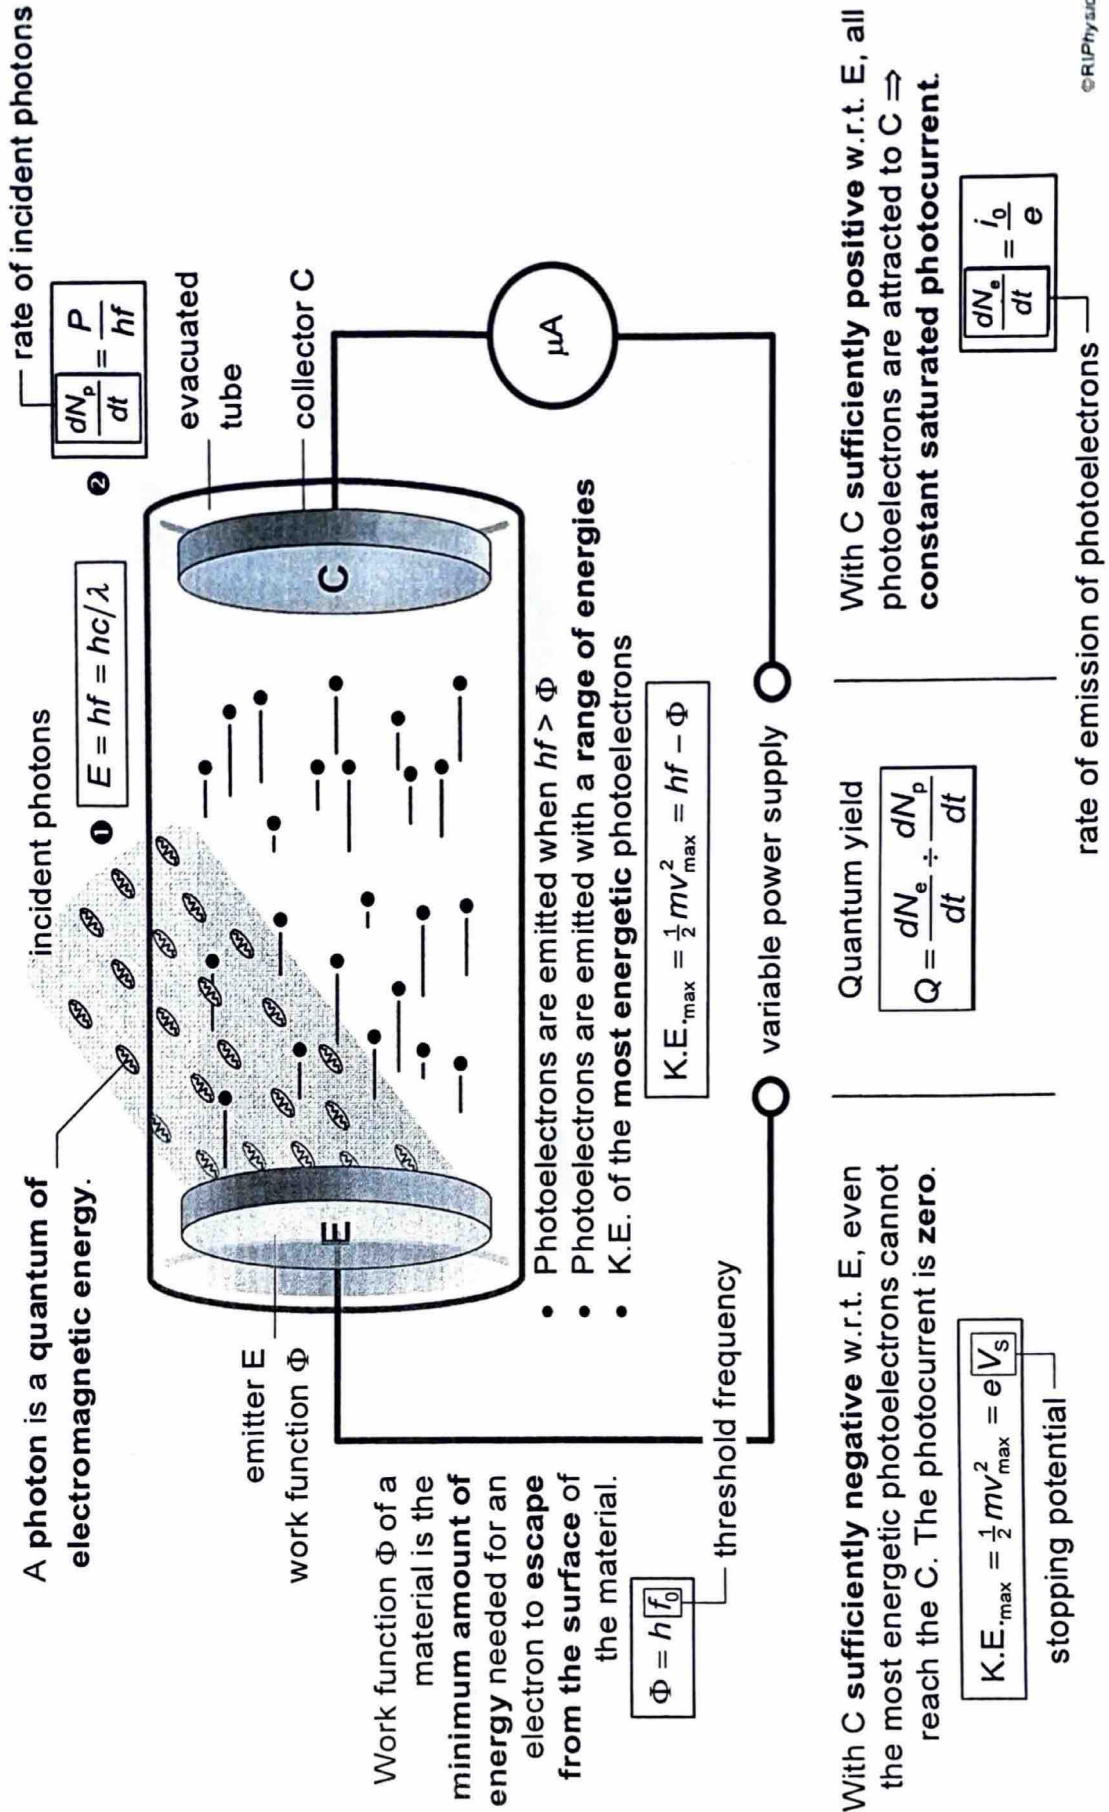 A photon is a quantum of
electromagnetic energy.
incident photons
❶ E = hf = hc/λ
rate of incident photons
❷ dNₚ/dt = P/hf
evacuated
tube
collector C
emitter E
work function Φ
E
C
μA
Work function Φ of a
material is the
minimum amount of
energy needed for an
electron to escape
from the surface of
the material.
Φ = hf₀
threshold frequency
• Photoelectrons are emitted when hf > Φ
• Photoelectrons are emitted with a range of energies
• K.E. of the most energetic photoelectrons
K.E.max = ½mv²max = hf − Φ
variable power supply
With C sufficiently negative w.r.t. E, even
the most energetic photoelectrons cannot
reach the C. The photocurrent is zero.
K.E.max = ½mv²max = eVS
stopping potential
Quantum yield
Q = dNₑ/dt ÷ dNₚ/dt
With C sufficiently positive w.r.t. E, all
photoelectrons are attracted to C ⇒
constant saturated photocurrent.
dNₑ/dt = i₀/e
rate of emission of photoelectrons